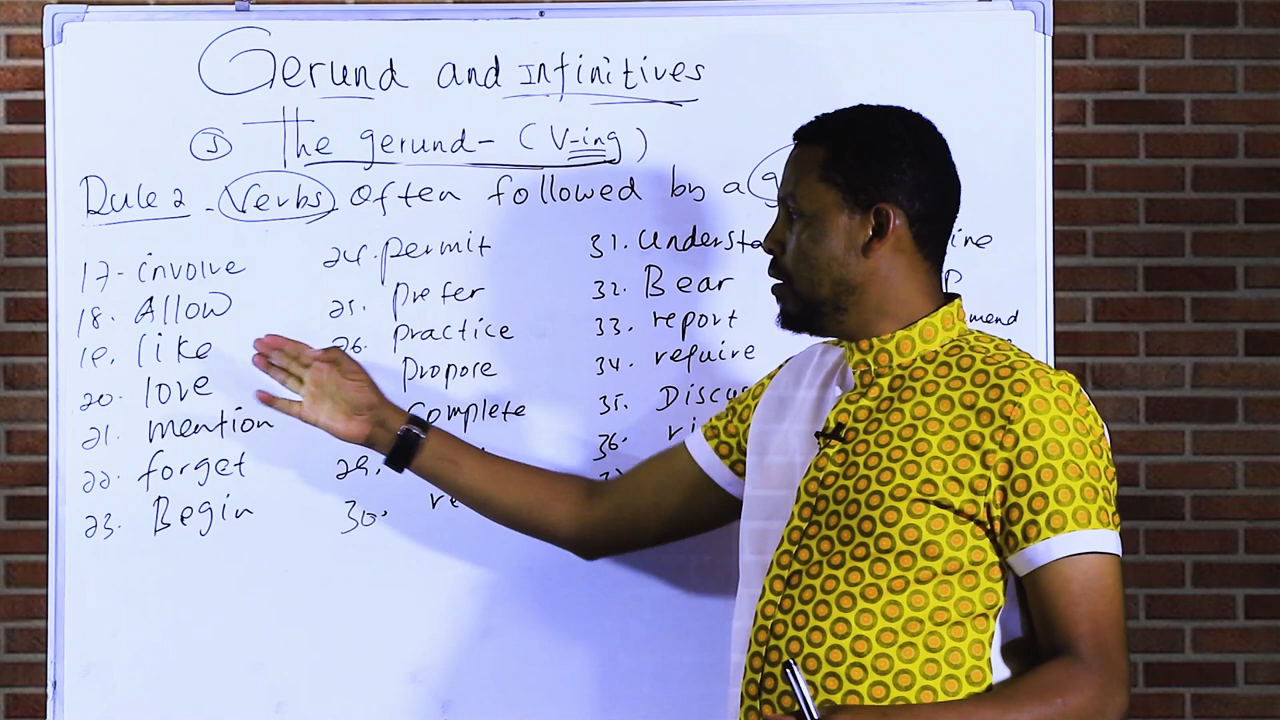 Gerund and Infinitives
The gerund- (V-ing)
Rule 2 - Verbs Often followed by a
17- involve
18. Allow
19. like
20. love
21. mention
22. forget
23. Begin
24. permit
25. prefer
26. practice
propose
complete
29.
30.
31. Understa
32. Bear
33. report
34. require
35. Discus
36. ri
ine
mend